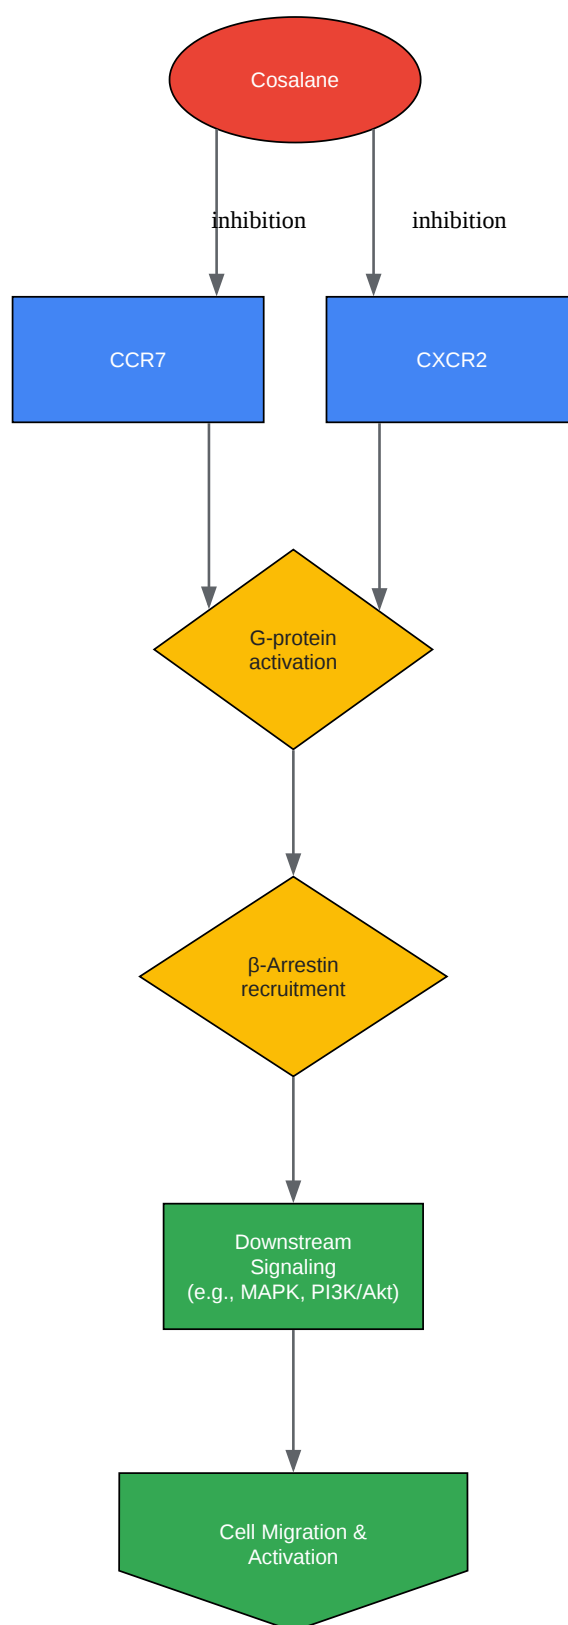 Cosalane
inhibition
inhibition
CCR7
CXCR2
G-protein
activation
β-Arrestin
recruitment
Downstream
Signaling
(e.g., MAPK, PI3K/Akt)
Cell Migration &
Activation